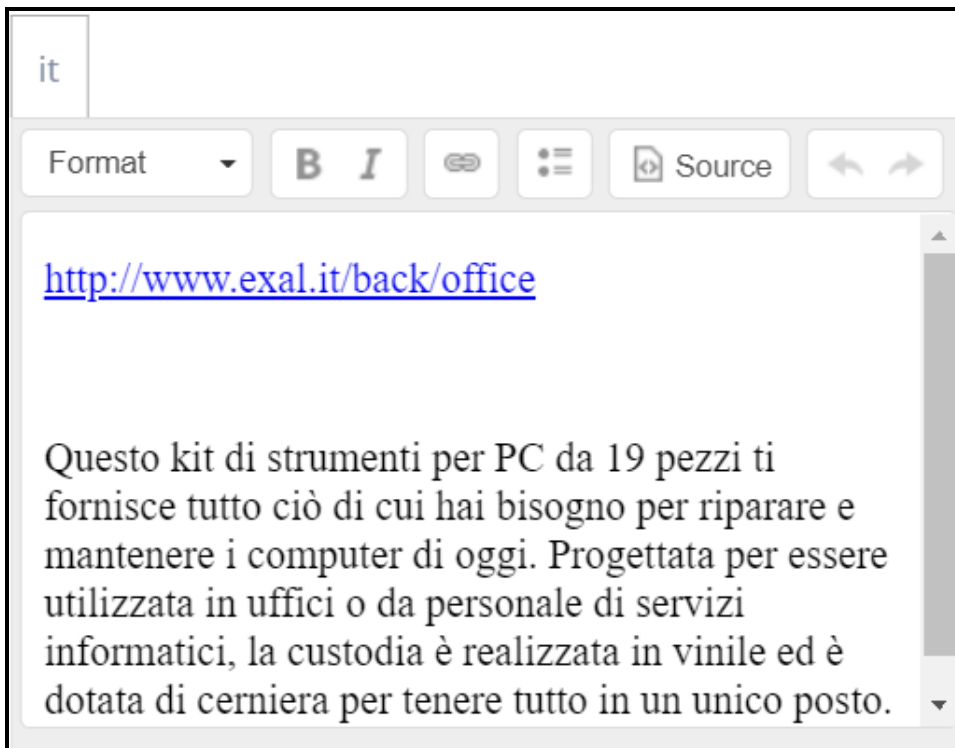 it
Format B I Source
http://www.exal.it/back/office
Questo kit di strumenti per PC da 19 pezzi ti
fornisce tutto ciò di cui hai bisogno per riparare e
mantenere i computer di oggi. Progettata per essere
utilizzata in uffici o da personale di servizi
informatici, la custodia è realizzata in vinile ed è
dotata di cerniera per tenere tutto in un unico posto.